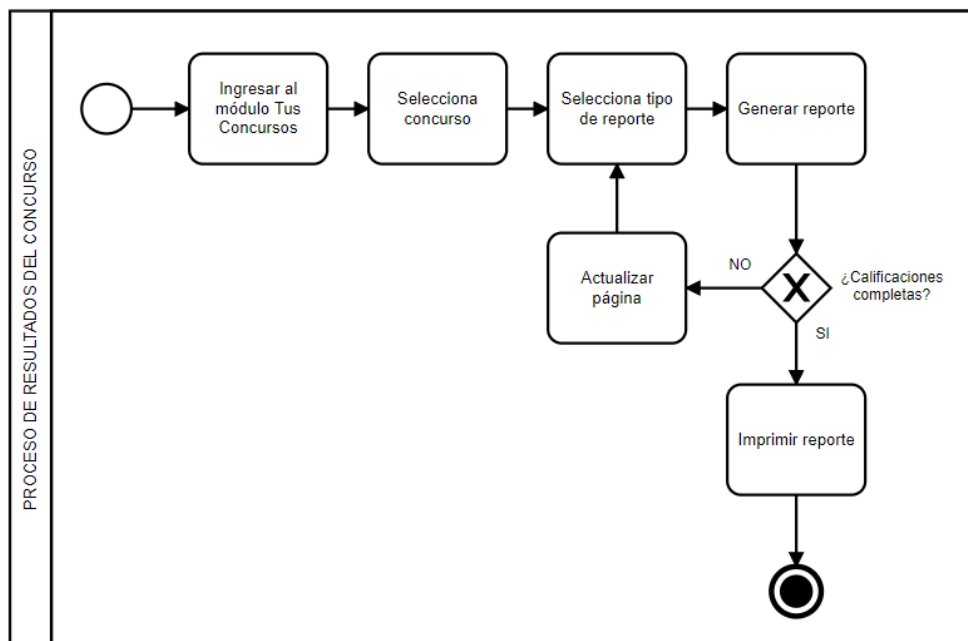 PROCESO DE RESULTADOS DEL CONCURSO
Ingresar al
módulo Tus
Concursos
Selecciona
concurso
Selecciona tipo
de reporte
Generar reporte
Actualizar
página
NO
¿Calificaciones
completas?
SI
Imprimir reporte